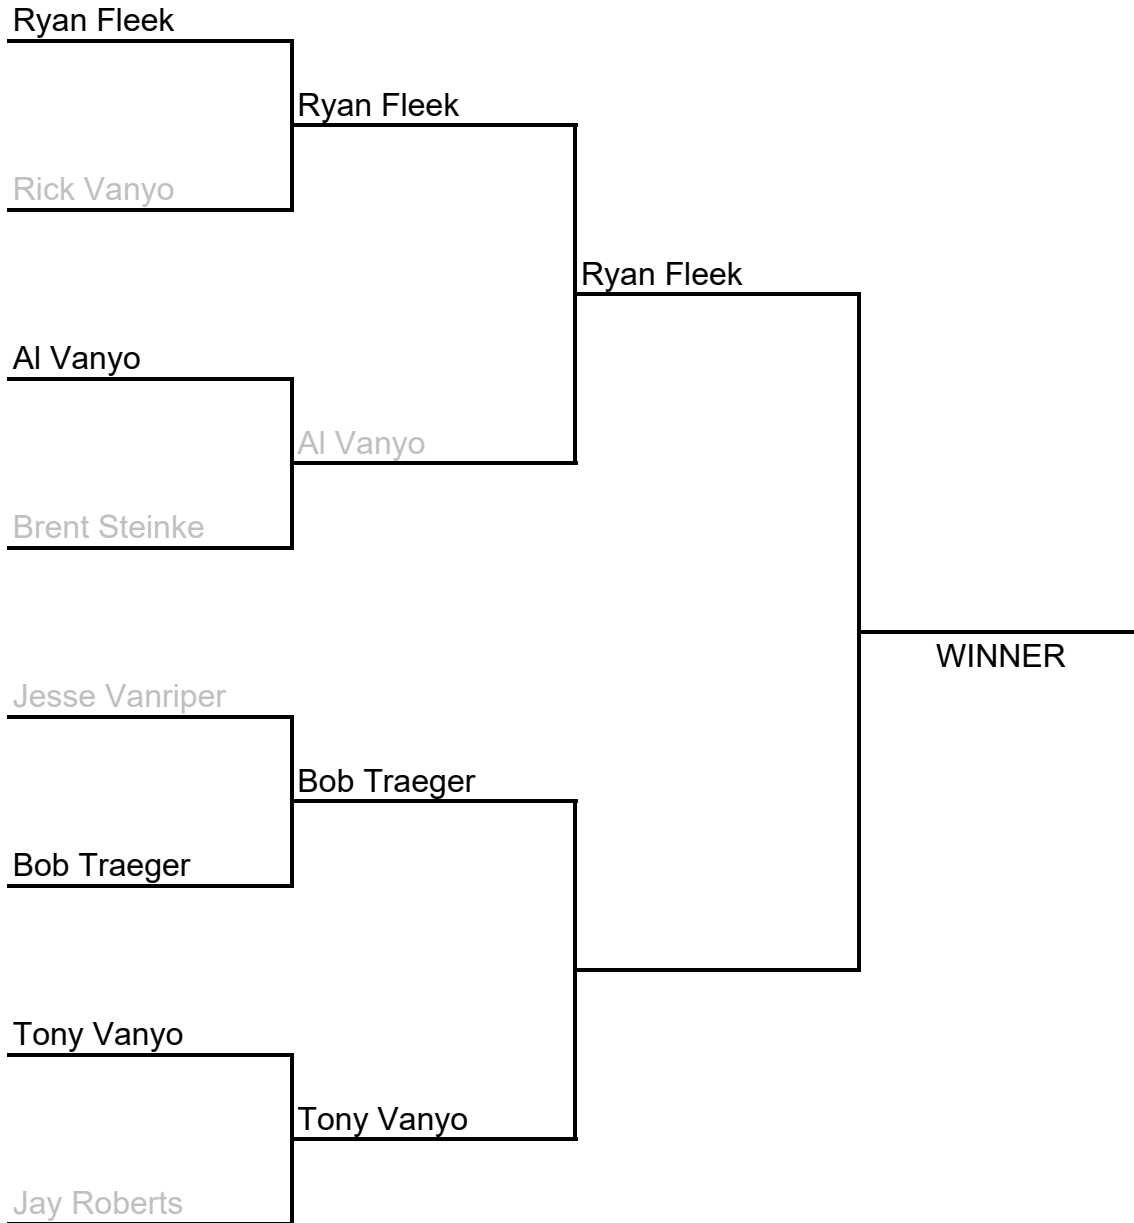 Ryan Fleek
Ryan Fleek
Rick Vanyo
Ryan Fleek
Al Vanyo
Al Vanyo
Brent Steinke
WINNER
Jesse Vanriper
Bob Traeger
Bob Traeger
Tony Vanyo
Tony Vanyo
Jay Roberts